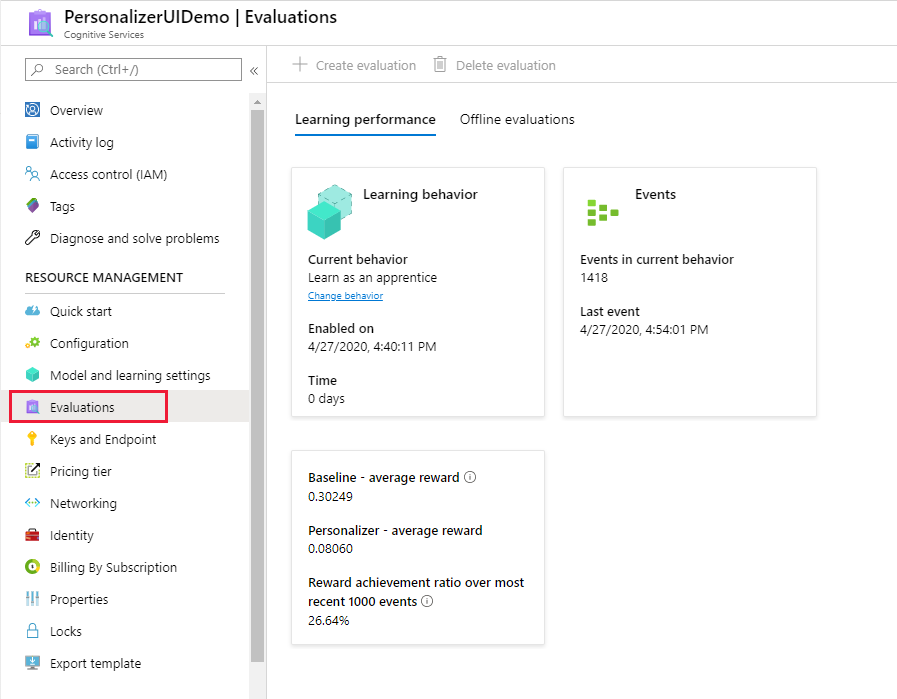 PersonalizerUIDemo | Evaluations
Cognitive Services
Search (Ctrl+/)
«
Overview
Activity log
Access control (IAM)
Tags
Diagnose and solve problems
RESOURCE MANAGEMENT
Quick start
Configuration
Model and learning settings
Evaluations
Keys and Endpoint
Pricing tier
Networking
Identity
Billing By Subscription
Properties
Locks
Export template
Create evaluation
Delete evaluation
Learning performance
Offline evaluations
Learning behavior
Current behavior
Learn as an apprentice
Change behavior
Enabled on
4/27/2020, 4:40:11 PM
Time
0 days
Events
Events in current behavior
1418
Last event
4/27/2020, 4:54:01 PM
Baseline - average reward
0.30249
Personalizer - average reward
0.08060
Reward achievement ratio over most
recent 1000 events
26.64%